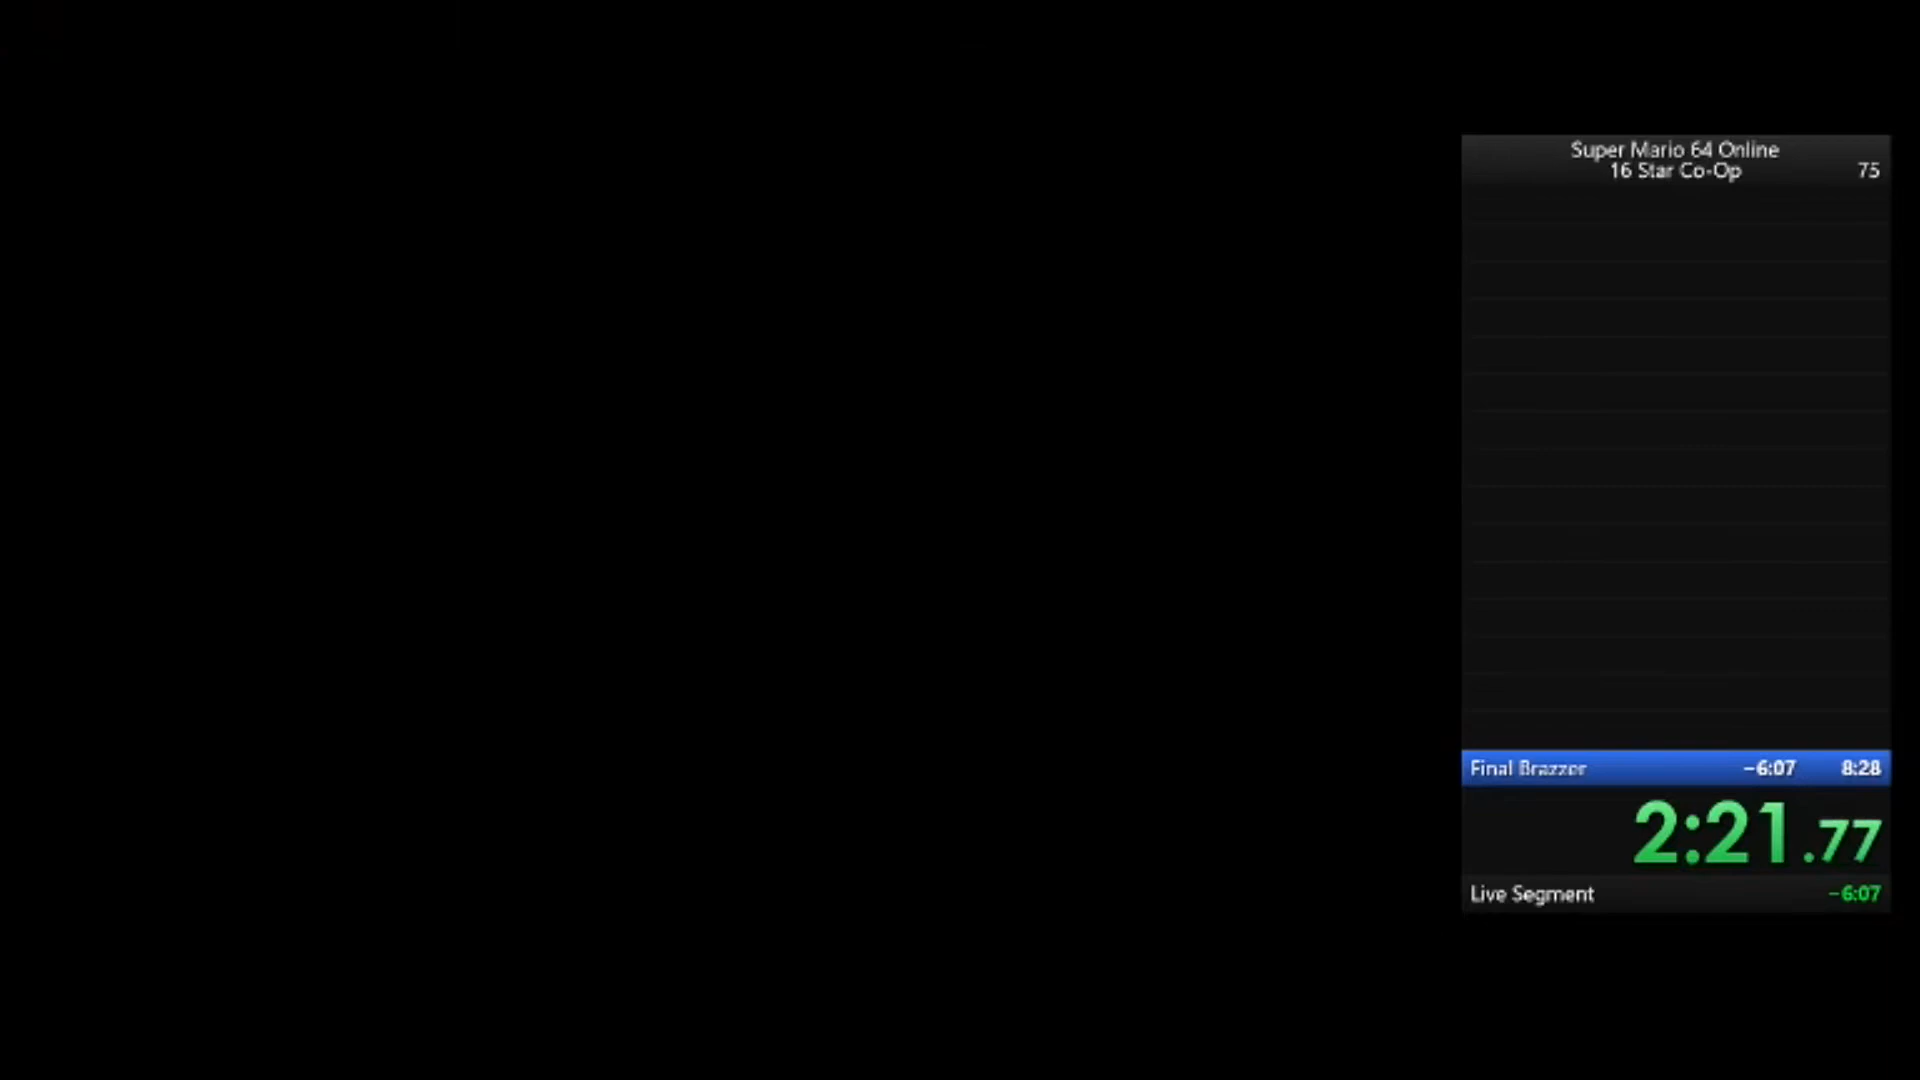 Super Mario 64 Online
16 Star Co-Op 75
Final Brazzer -6:07 8:28
2:21.77
Live Segment -6:07